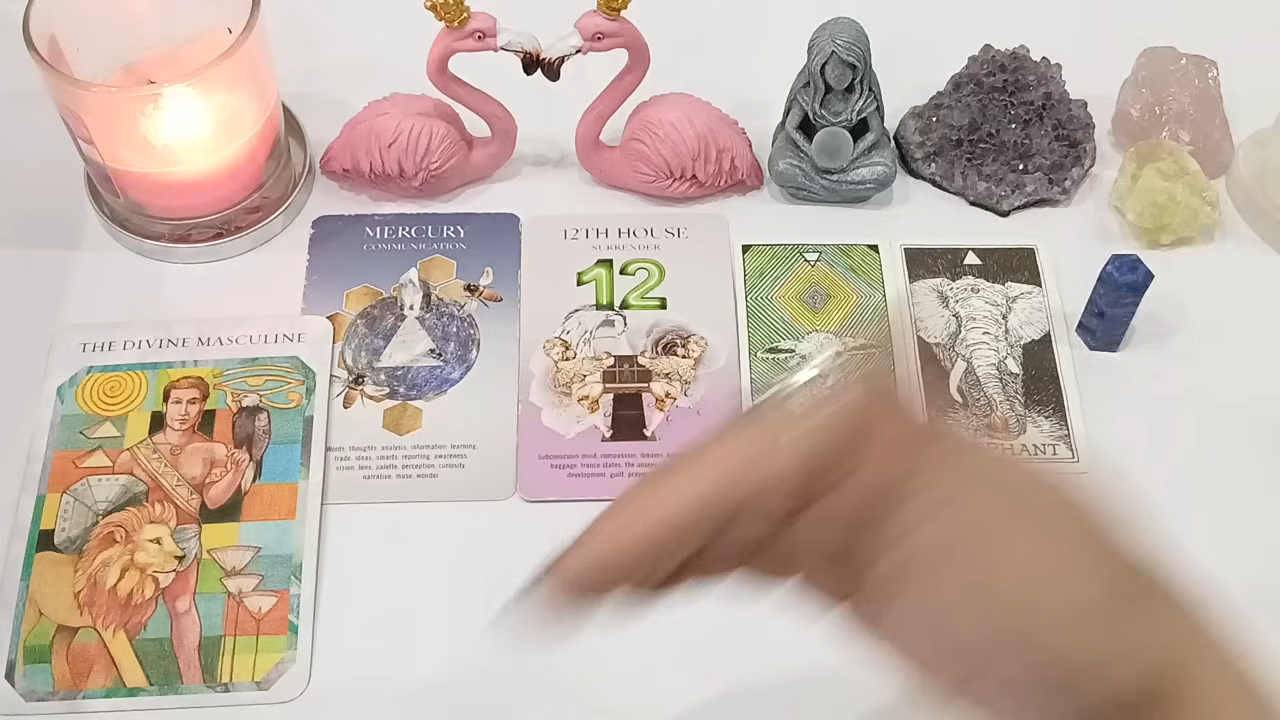 THE DIVINE MASCULINE
MERCURY
COMMUNICATION
Words, thoughts, analysis, information, learning,
trade, ideas, smarts, reporting, awareness,
vision, lens, palette, perception, curiosity,
narrative, muse, wonder
12TH HOUSE
SURRENDER
12
Subconscious mind, compassion, dreams,
baggage, trance states, the
development, guilt,